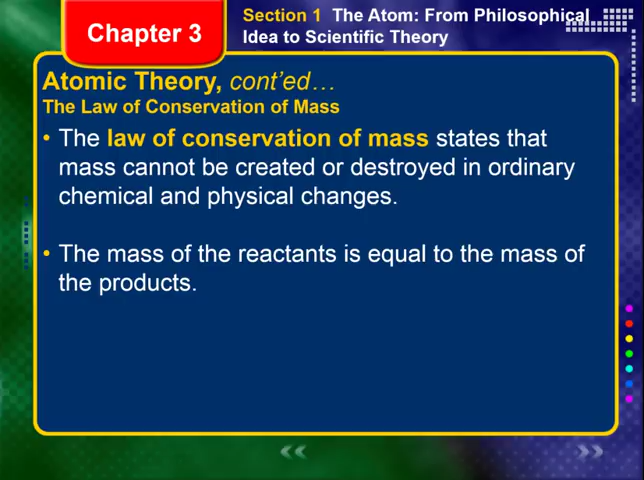 Chapter 3
Section 1 The Atom: From Philosophical
Idea to Scientific Theory
Atomic Theory, cont'ed…
The Law of Conservation of Mass
• The law of conservation of mass states that
mass cannot be created or destroyed in ordinary
chemical and physical changes.
• The mass of the reactants is equal to the mass of
the products.